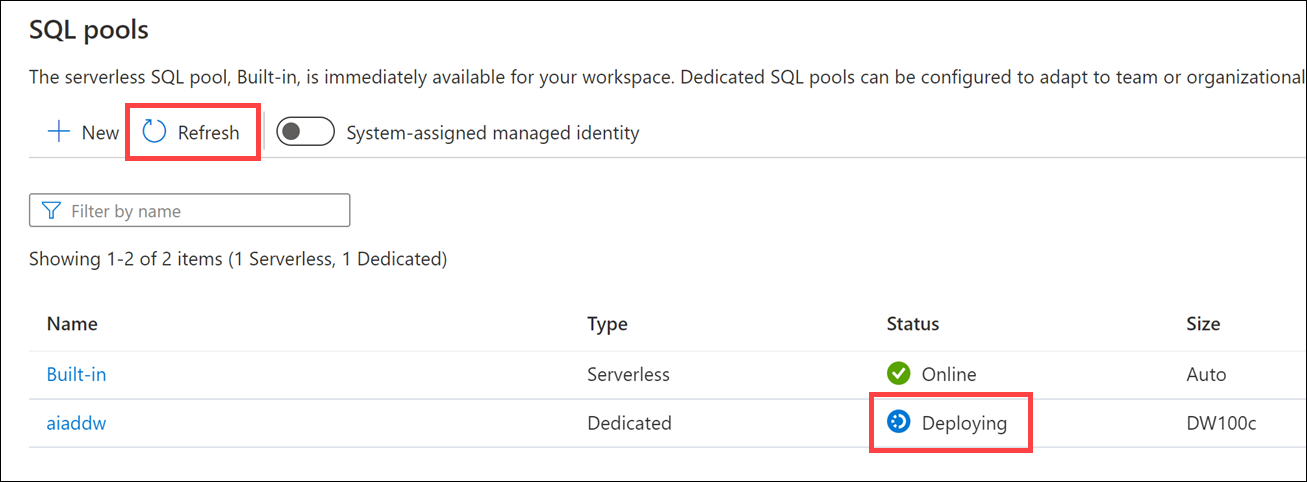 SQL pools
The serverless SQL pool, Built-in, is immediately available for your workspace. Dedicated SQL pools can be configured to adapt to team or organizational
New Refresh System-assigned managed identity
Filter by name
Showing 1-2 of 2 items (1 Serverless, 1 Dedicated)
Name Type Status Size
Built-in Serverless Online Auto
aiaddw Dedicated Deploying DW100c